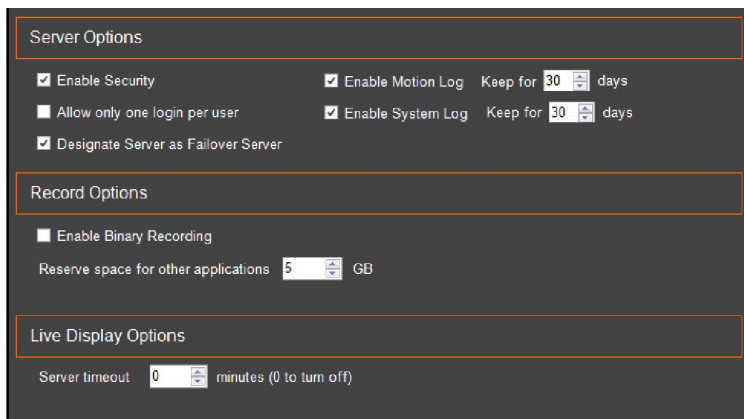 Server Options
Enable Security Enable Motion Log Keep for 30 days
Allow only one login per user Enable System Log Keep for 30 days
Designate Server as Failover Server
Record Options
Enable Binary Recording
Reserve space for other applications 5 GB
Live Display Options
Server timeout 0 minutes (0 to turn off)